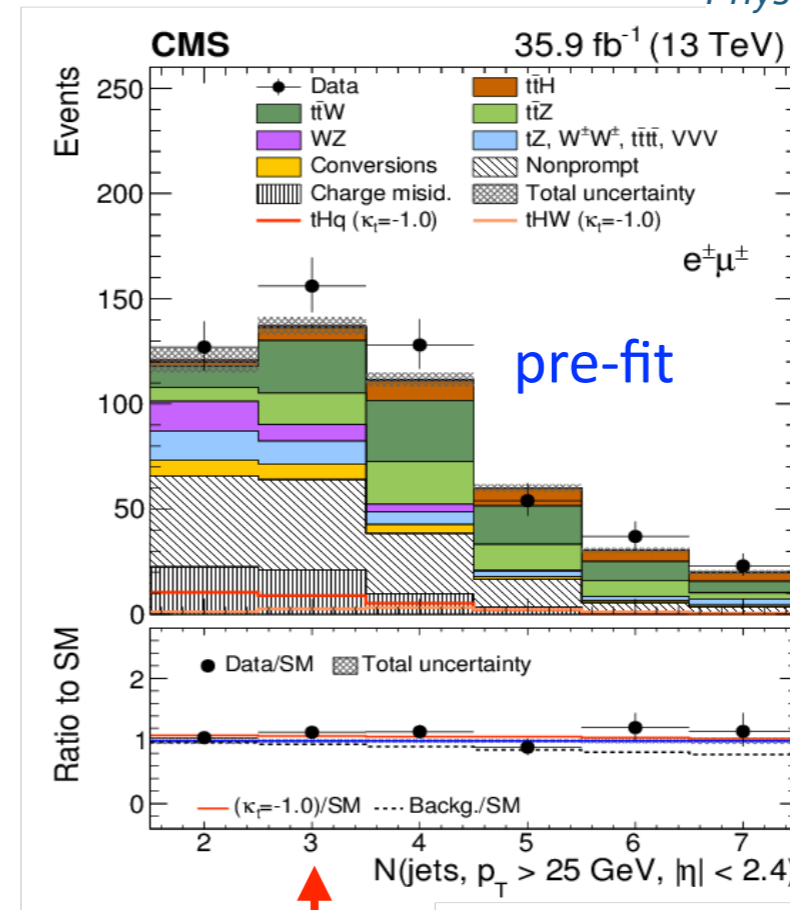 Phys
CMS 35.9 fb⁻¹ (13 TeV)
Events
250
200
150
100
50
0
Data
tt̄H
tt̄W
tt̄Z
WZ
tZ, W±W±, tt̄tt̄, VVV
Conversions
Nonprompt
Charge misid.
Total uncertainty
tHq (κₜ=-1.0)
tHW (κₜ=-1.0)
e±μ±
pre-fit
Ratio to SM
2
1
0
Data/SM Total uncertainty
(κₜ=-1.0)/SM Backg./SM
2 3 4 5 6 7
N(jets, p_T > 25 GeV, |η| < 2.4)